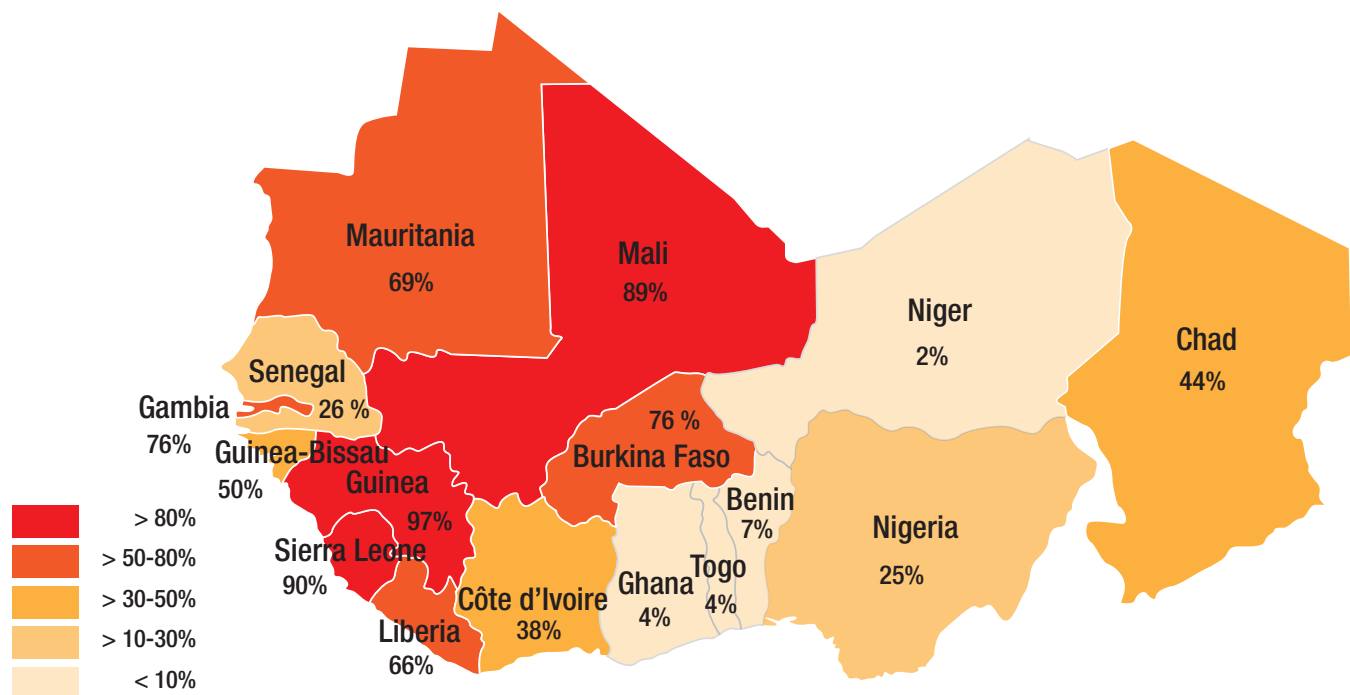 Mauritania
69%
Mali
89%
Niger
2%
Chad
44%
Senegal
26 %
Gambia
76%
Guinea-Bissau
50%
Guinea
97%
Burkina Faso
76 %
Benin
7%
Nigeria
25%
Sierra Leone
90%
Liberia
66%
Côte d'Ivoire
38%
Ghana
4%
Togo
4%
> 80%
> 50-80%
> 30-50%
> 10-30%
< 10%